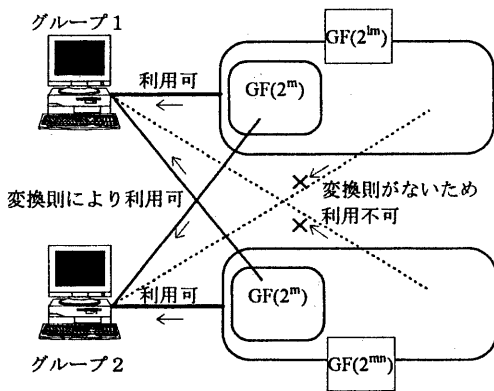 グループ1
GF(2^lm)
利用可
GF(2^m)
変換則により利用可
変換則がないため
利用不可
利用可
GF(2^m)
グループ2
GF(2^mn)